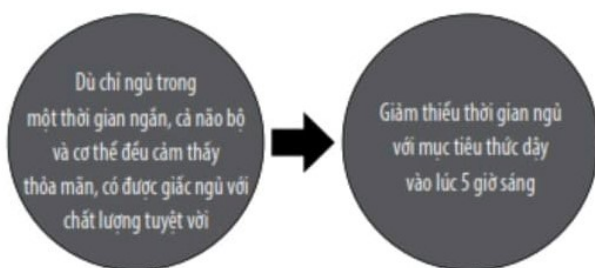 Dù chỉ ngủ trong
một thời gian ngắn, cả não bộ
và cơ thể đều cảm thấy
thỏa mãn, có được giấc ngủ với
chất lượng tuyệt vời
Giảm thiểu thời gian ngủ
với mục tiêu thức dậy
vào lúc 5 giờ sáng